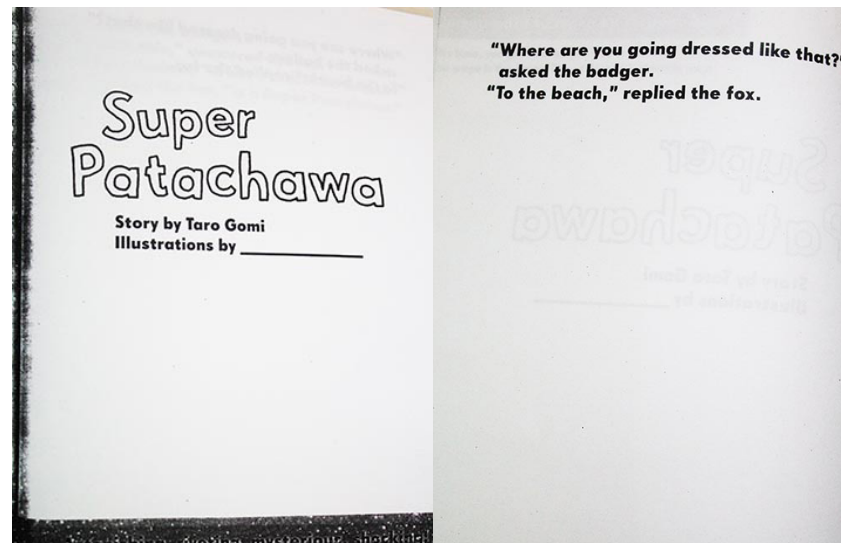 Super
Patachawa
Story by Taro Gomi
Illustrations by
"Where are you going dressed like that?"
asked the badger.
"To the beach," replied the fox.